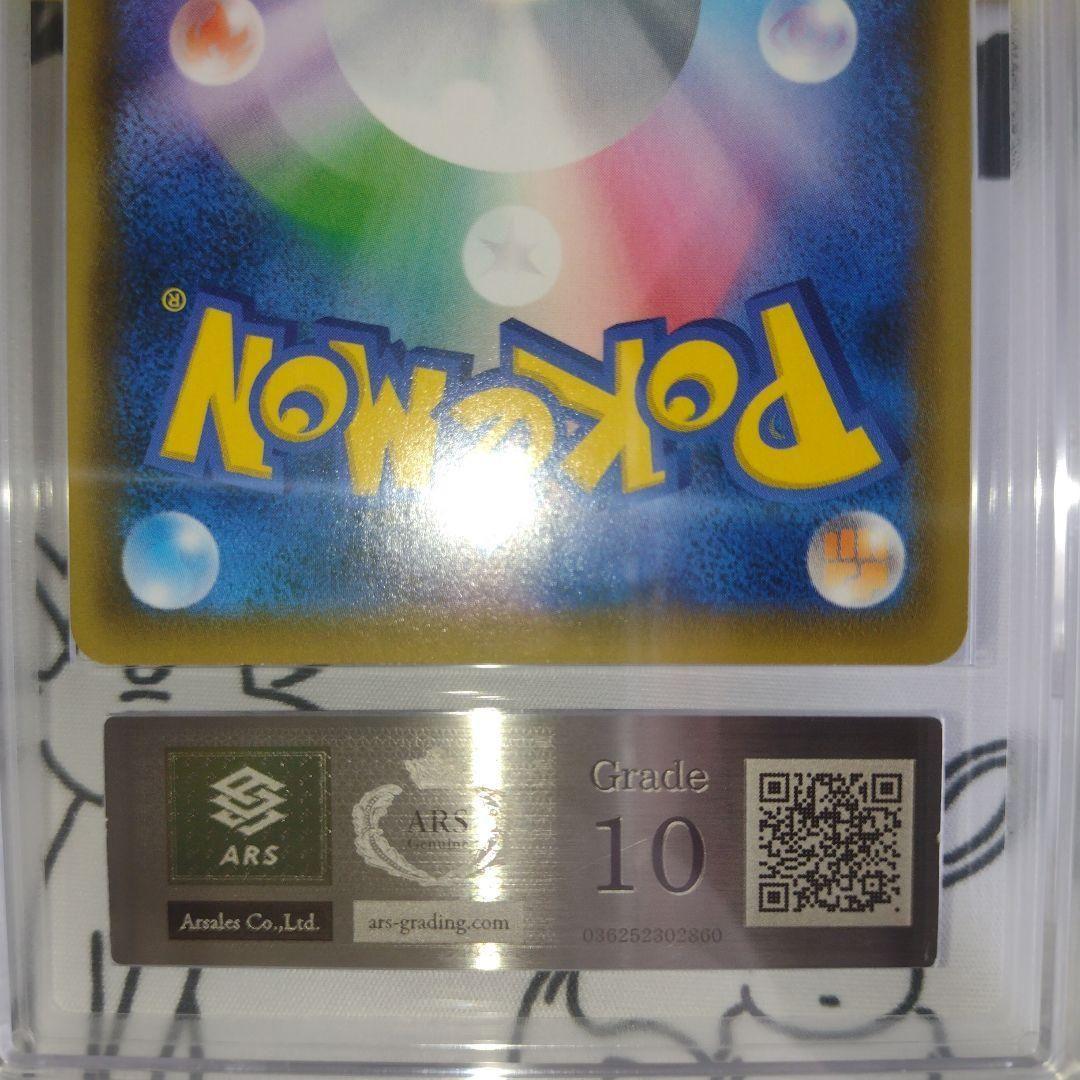 POKéMON
®
ARS
Arsales Co.,Ltd.
ARS
Genuine
ars-grading.com
Grade
10
036252302860